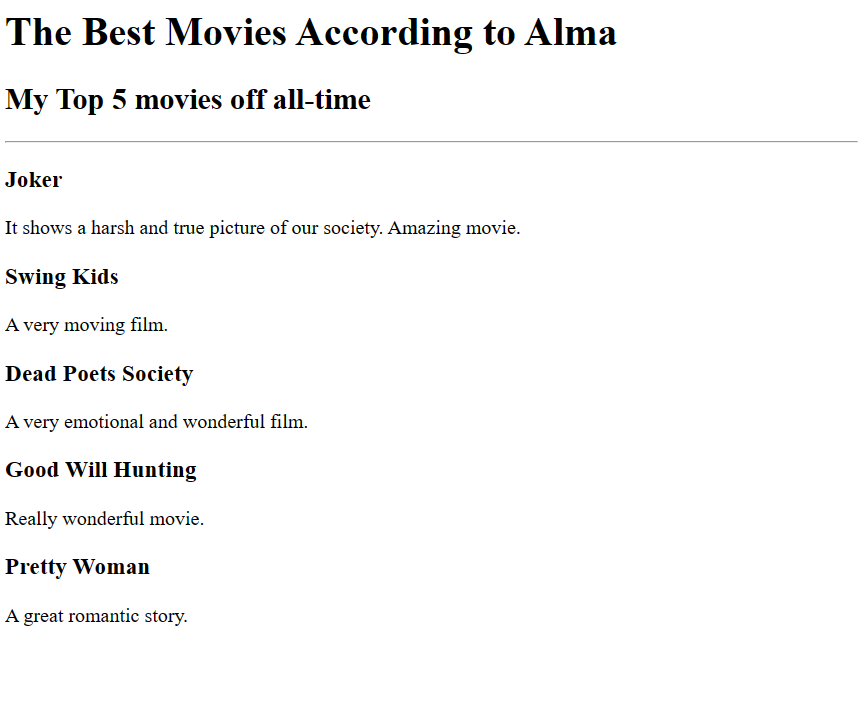 The Best Movies According to Alma
My Top 5 movies off all-time
Joker
It shows a harsh and true picture of our society. Amazing movie.
Swing Kids
A very moving film.
Dead Poets Society
A very emotional and wonderful film.
Good Will Hunting
Really wonderful movie.
Pretty Woman
A great romantic story.